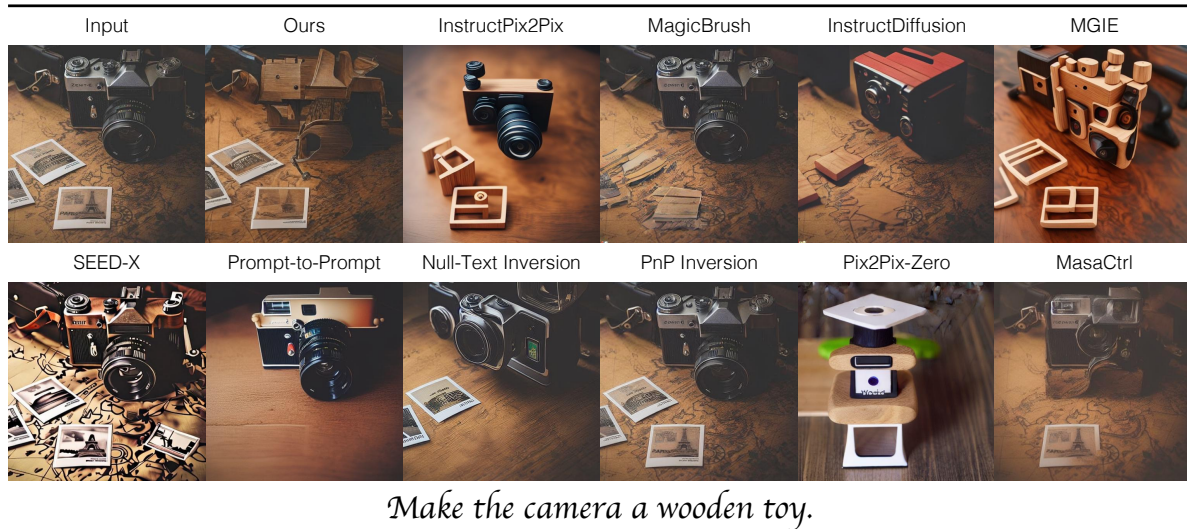 Input Ours InstructPix2Pix MagicBrush InstructDiffusion MGIE
SEED-X Prompt-to-Prompt Null-Text Inversion PnP Inversion Pix2Pix-Zero MasaCtrl
Make the camera a wooden toy.